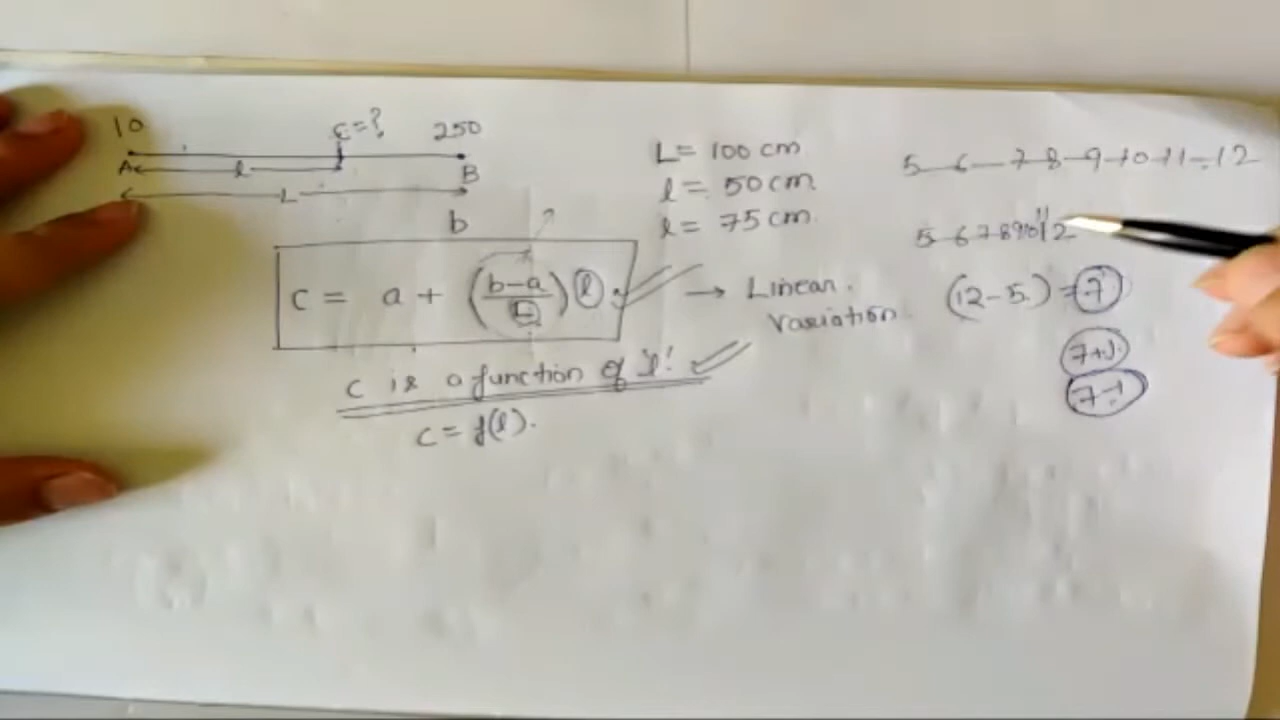 10 C=? 250
A l B
L
b
C = a + (b-a/L) l
C is a function of 'l'
C = f(l).
L = 100 cm
l = 50 cm
l = 75 cm
→ Linear
Variation
5 6 7 8 9 10 11 12
5 6 7 8 9 10 11 12
(12-5) = 7
7+1
7-1